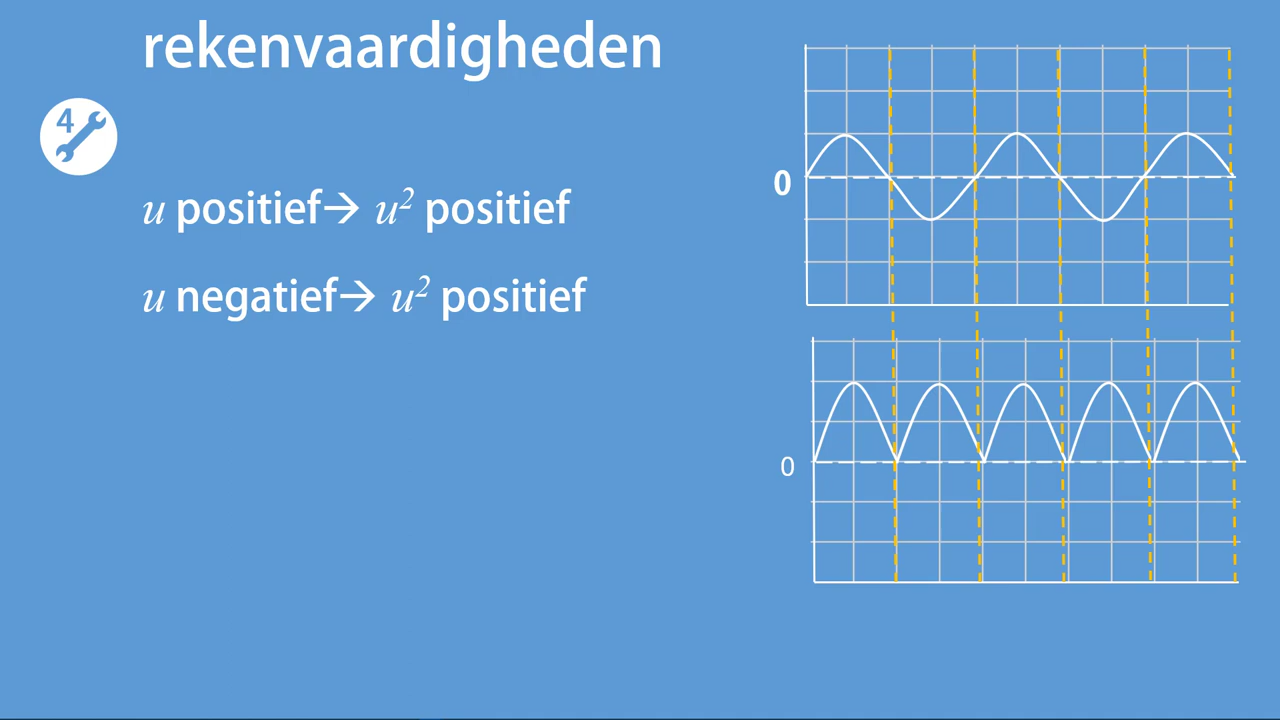 rekenvaardigheden
4
u positief→ u² positief
u negatief→ u² positief
0
0